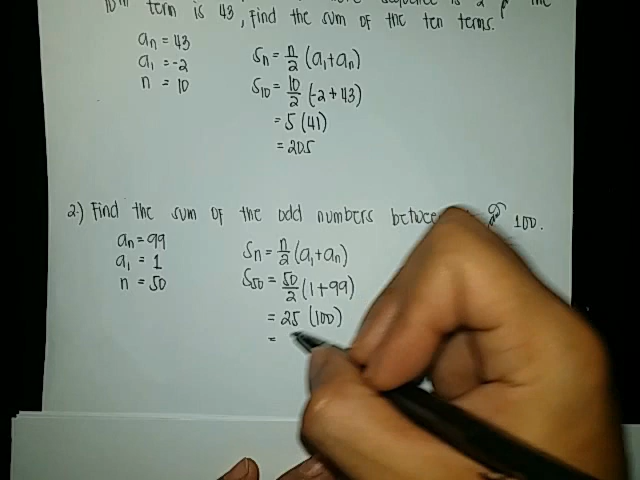 10th term is 43, Find the sum of the ten terms.
an = 43
a1 = -2
n = 10
Sn = n/2 (a1 + an)
S10 = 10/2 (-2 + 43)
= 5 (41)
= 205
2.) Find the sum of the odd numbers 100.
an = 99
a1 = 1
n = 50
Sn = n/2 (a1 + an)
S50 = 50/2 (1 + 99)
= 25 (100)
=